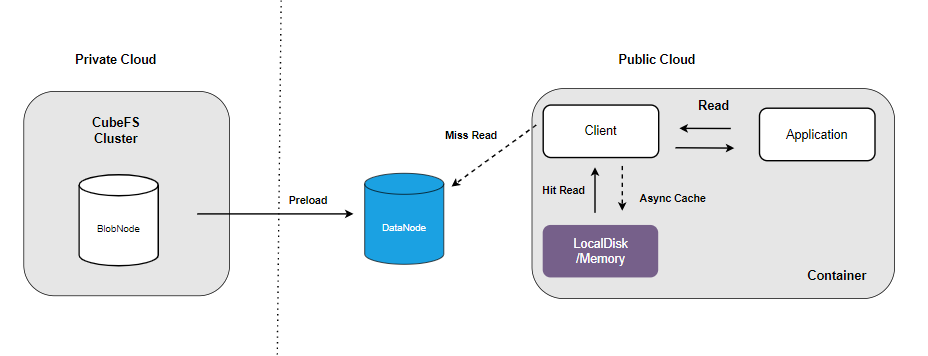 Private Cloud
Public Cloud
CubeFS
Cluster
BlobNode
Preload
DataNode
Miss Read
Client
Read
Application
Hit Read
Async Cache
LocalDisk
/Memory
Container